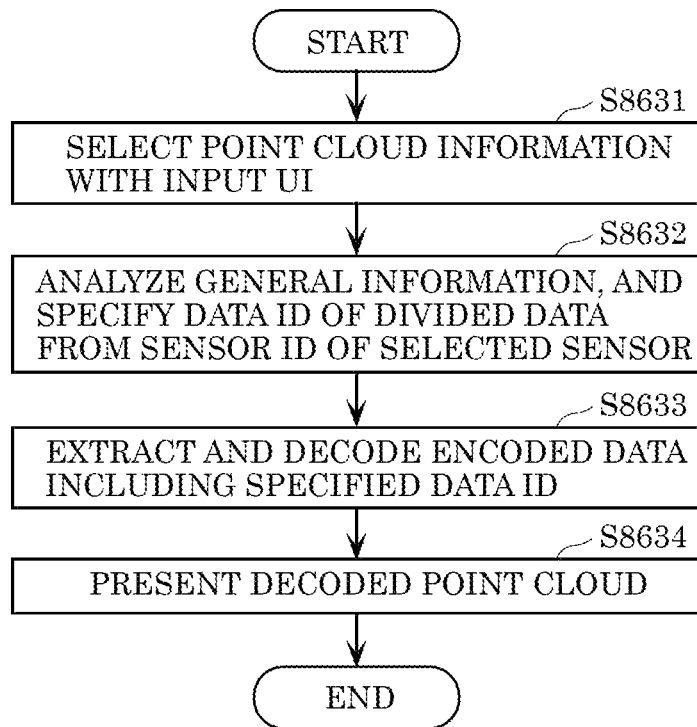 START
S8631
SELECT POINT CLOUD INFORMATION
WITH INPUT UI
S8632
ANALYZE GENERAL INFORMATION, AND
SPECIFY DATA ID OF DIVIDED DATA
FROM SENSOR ID OF SELECTED SENSOR
S8633
EXTRACT AND DECODE ENCODED DATA
INCLUDING SPECIFIED DATA ID
S8634
PRESENT DECODED POINT CLOUD
END